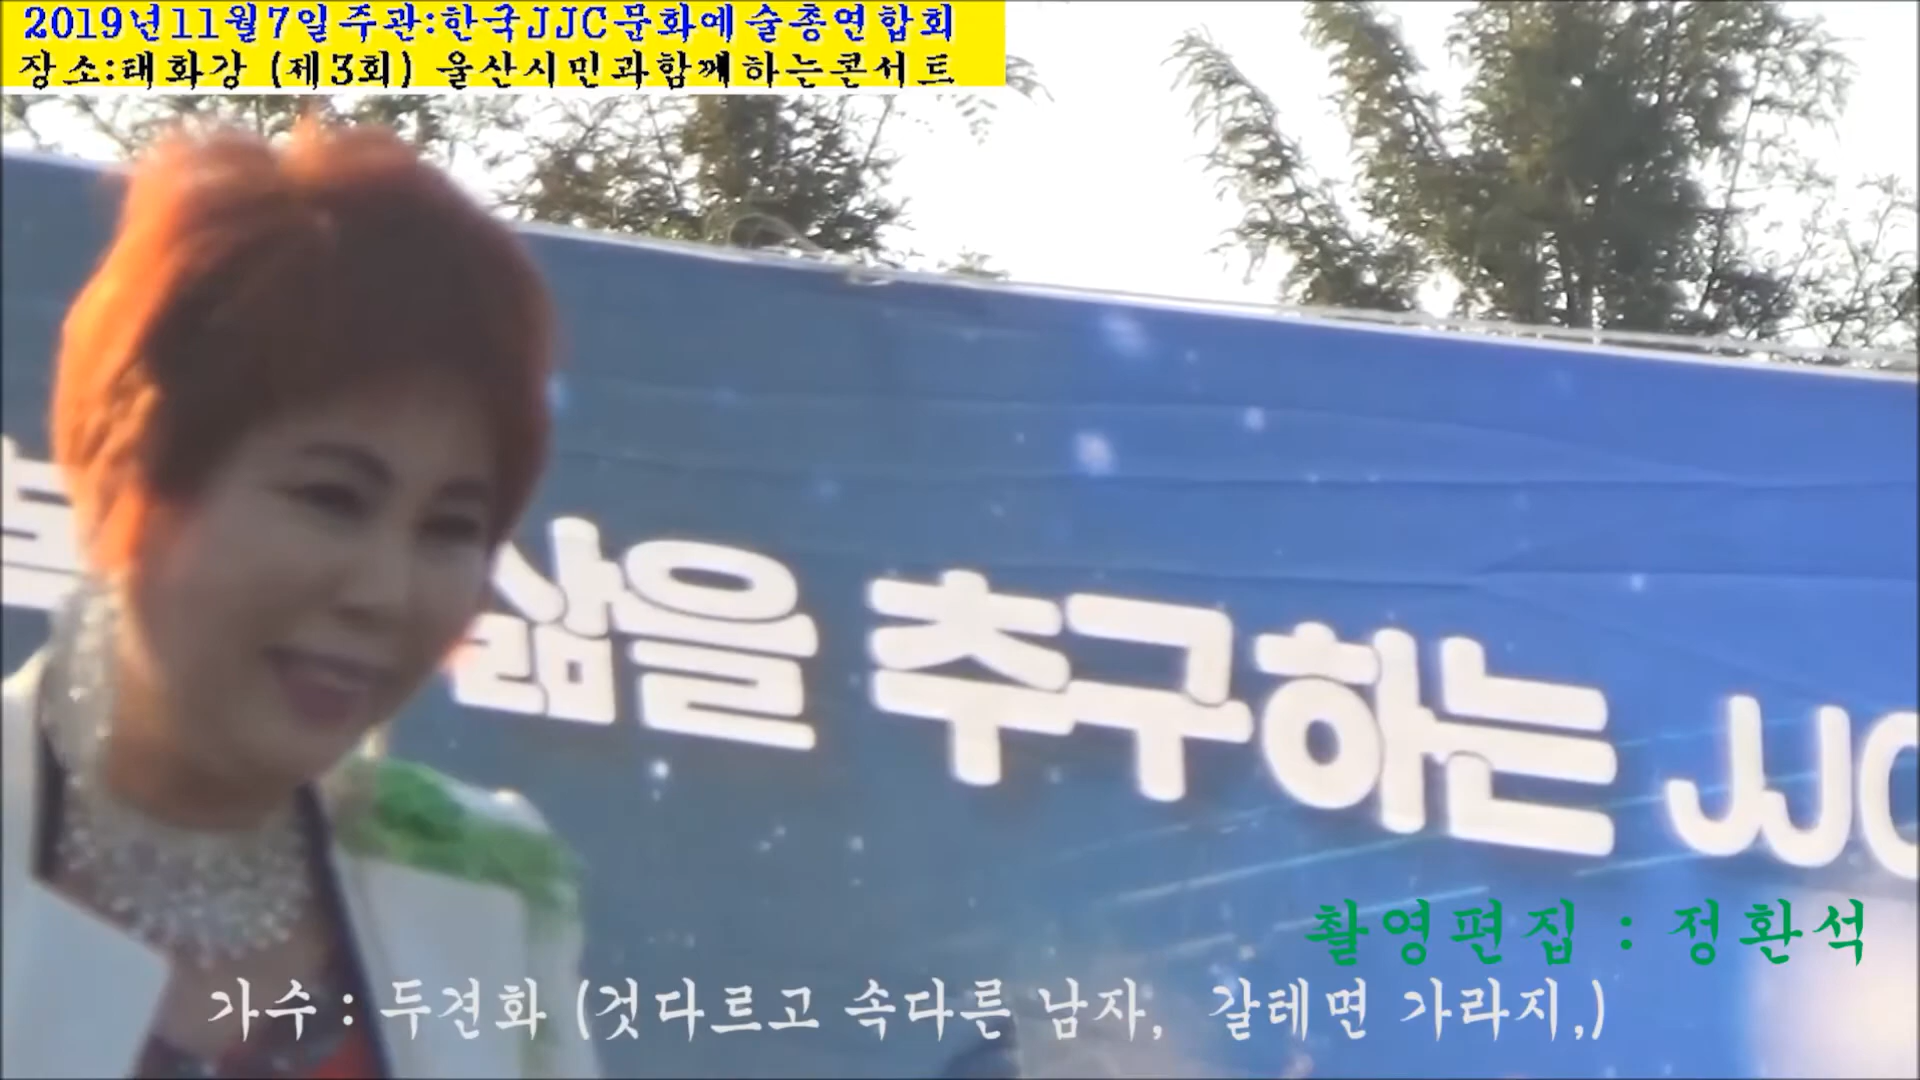 2019년11월7일주관:한국JJC문화예술총연합회
장소:태화강 (제3회) 울산시민과함께하는콘서트
삶을 추구하는 JJC
촬영편집 : 정환석
가수 : 두견화 (것다르고 속다른 남자, 갈테면 가라지,)